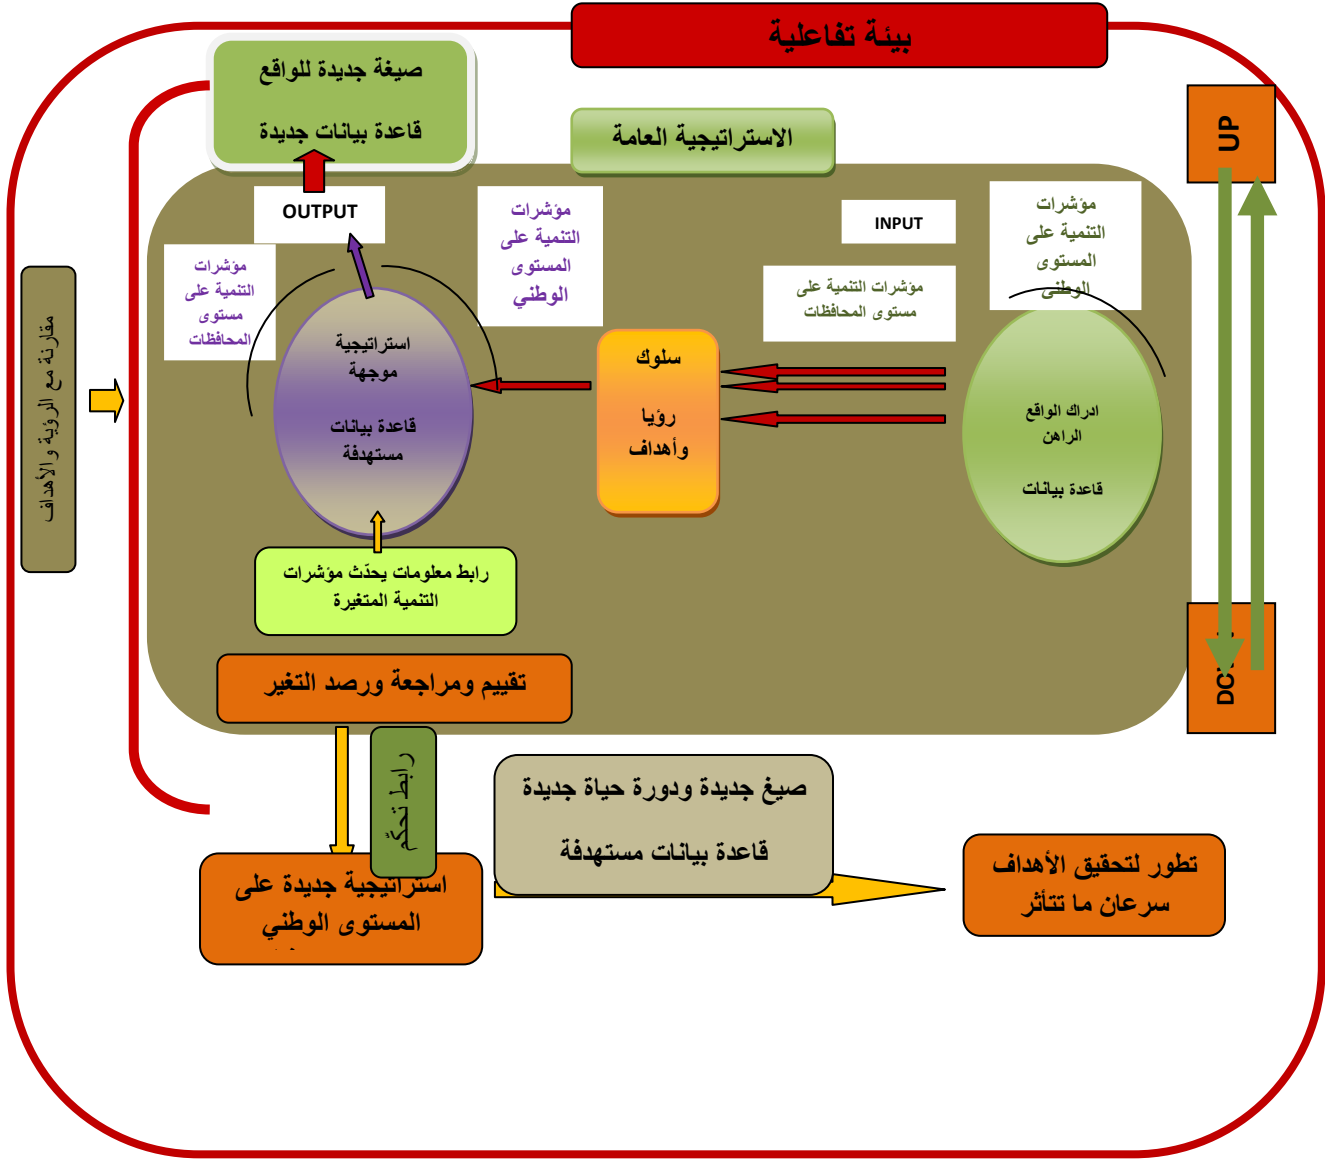 بيئة تفاعلية
صيغة جديدة للواقع
قاعدة بيانات جديدة
الاستراتيجية العامة
UP
مؤشرات
التنمية على
المستوى
الوطني
INPUT
مؤشرات التنمية على
مستوى المحافظات
مؤشرات
التنمية على
المستوى
الوطني
OUTPUT
مؤشرات
التنمية على
مستوى
المحافظات
ادراك الواقع
الراهن
قاعدة بيانات
سلوك
رؤيا
وأهداف
استراتيجية
موجهة
قاعدة بيانات
مستهدفة
مقارنة مع الرؤية والأهداف
رابط معلومات يحدّث مؤشرات
التنمية المتغيرة
تقييم ومراجعة ورصد التغير
رابط تحكّم
صيغ جديدة ودورة حياة جديدة
قاعدة بيانات مستهدفة
استراتيجية جديدة على
المستوى الوطني
تطور لتحقيق الأهداف
سرعان ما تتأثر